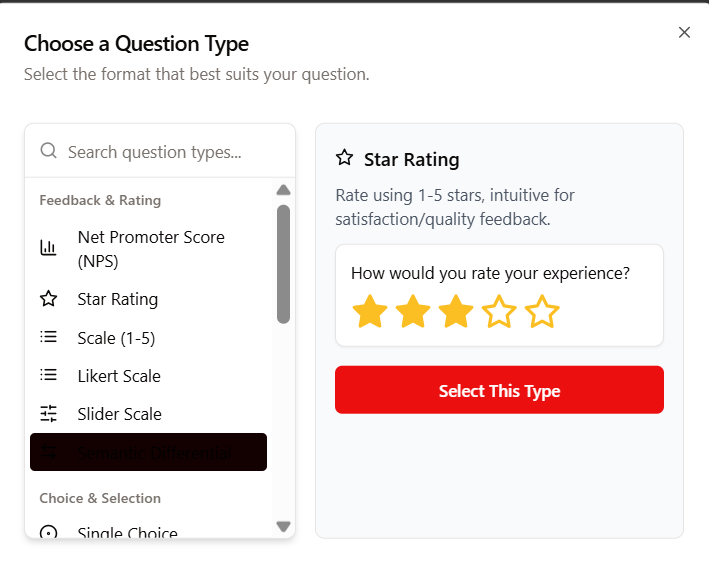 Choose a Question Type
Select the format that best suits your question.
Search question types...
Feedback & Rating
Net Promoter Score
(NPS)
Star Rating
Scale (1-5)
Likert Scale
Slider Scale
Semantic Differential
Choice & Selection
Single Choice
Star Rating
Rate using 1-5 stars, intuitive for
satisfaction/quality feedback.
How would you rate your experience?
Select This Type